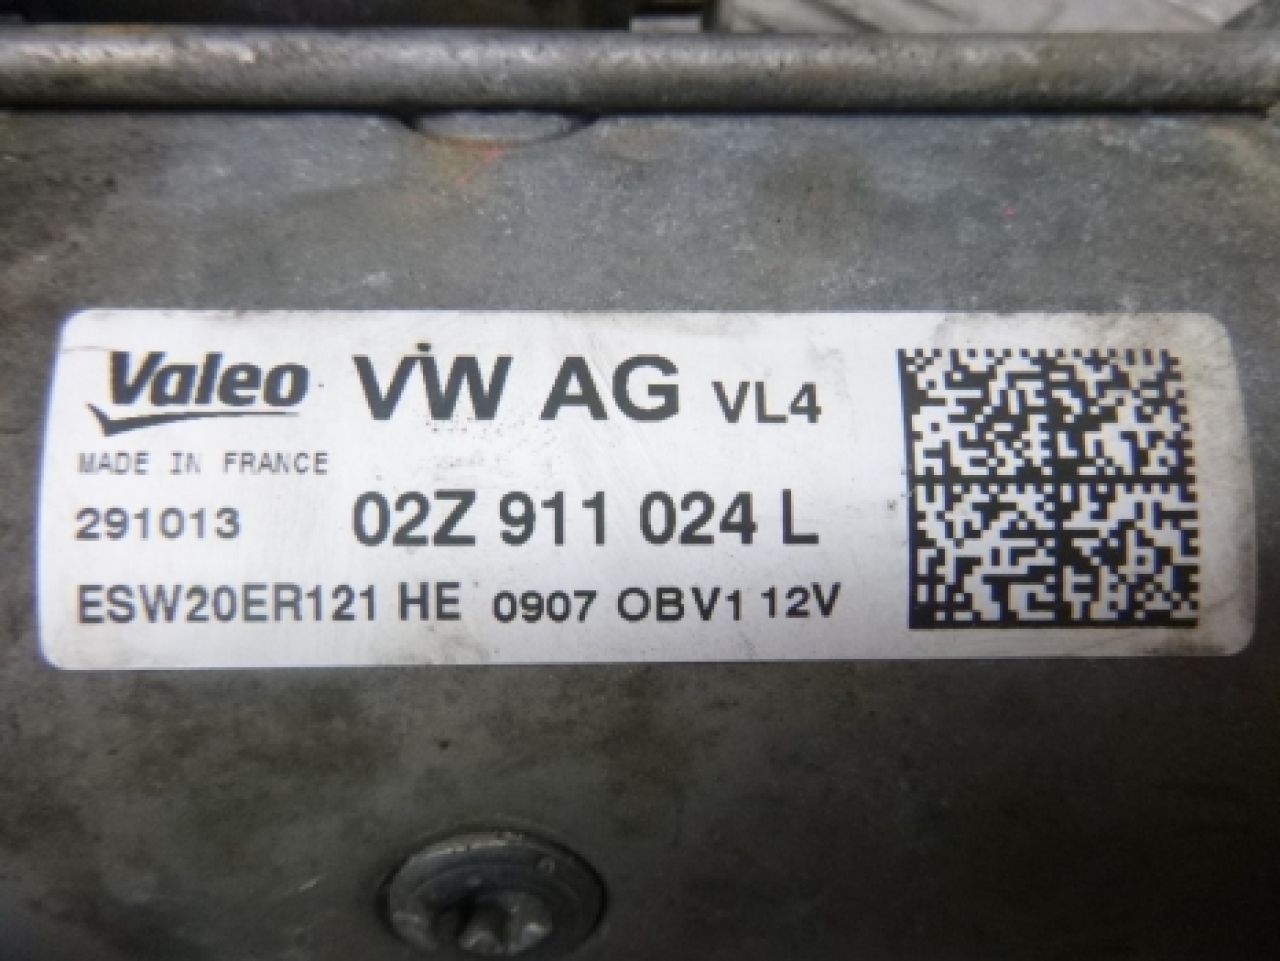 Valeo VW AG VL4
MADE IN FRANCE
291013 02Z 911 024 L
ESW20ER121 HE 0907 OBV1 12V